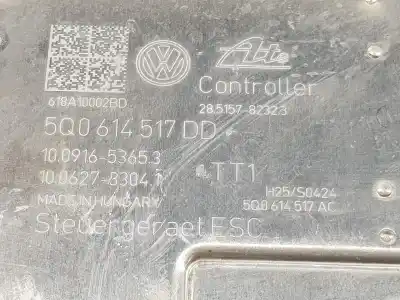 Ate
Controller
618A10002BD
28.5157-8232.3
5Q0 614 517 DD
10.0916-5365.3
10.0627-8304.1
TT1
H25/S0424
MADE IN HUNGARY
5Q0 614 517 AC
Steuergeraet ESC